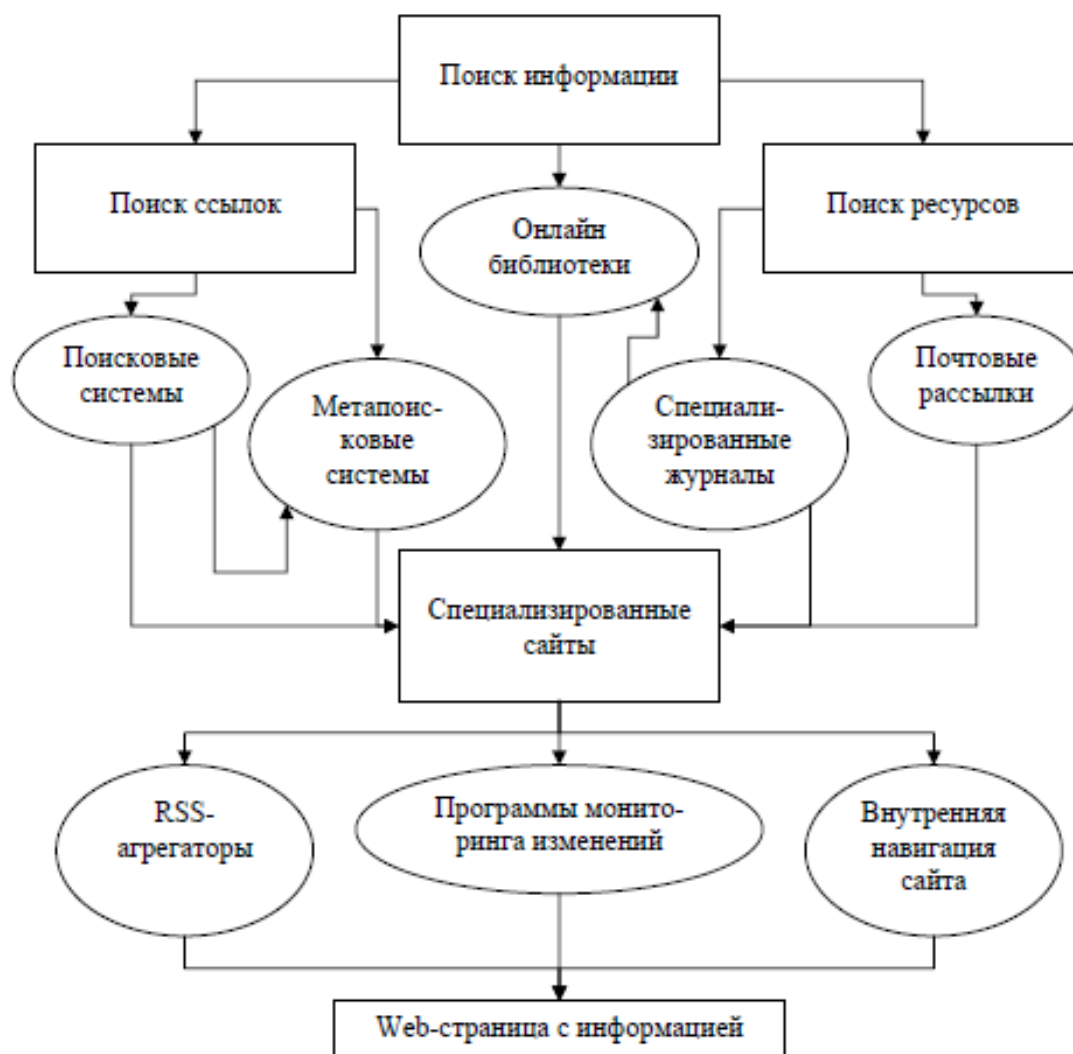 Поиск информации
Поиск ссылок
Онлайн
библиотеки
Поиск ресурсов
Поисковые
системы
Метапоис-
ковые
системы
Специали-
зированные
журналы
Почтовые
рассылки
Специализированные
сайты
RSS-
агрегаторы
Программы монито-
ринга изменений
Внутренняя
навигация
сайта
Web-страница с информацией